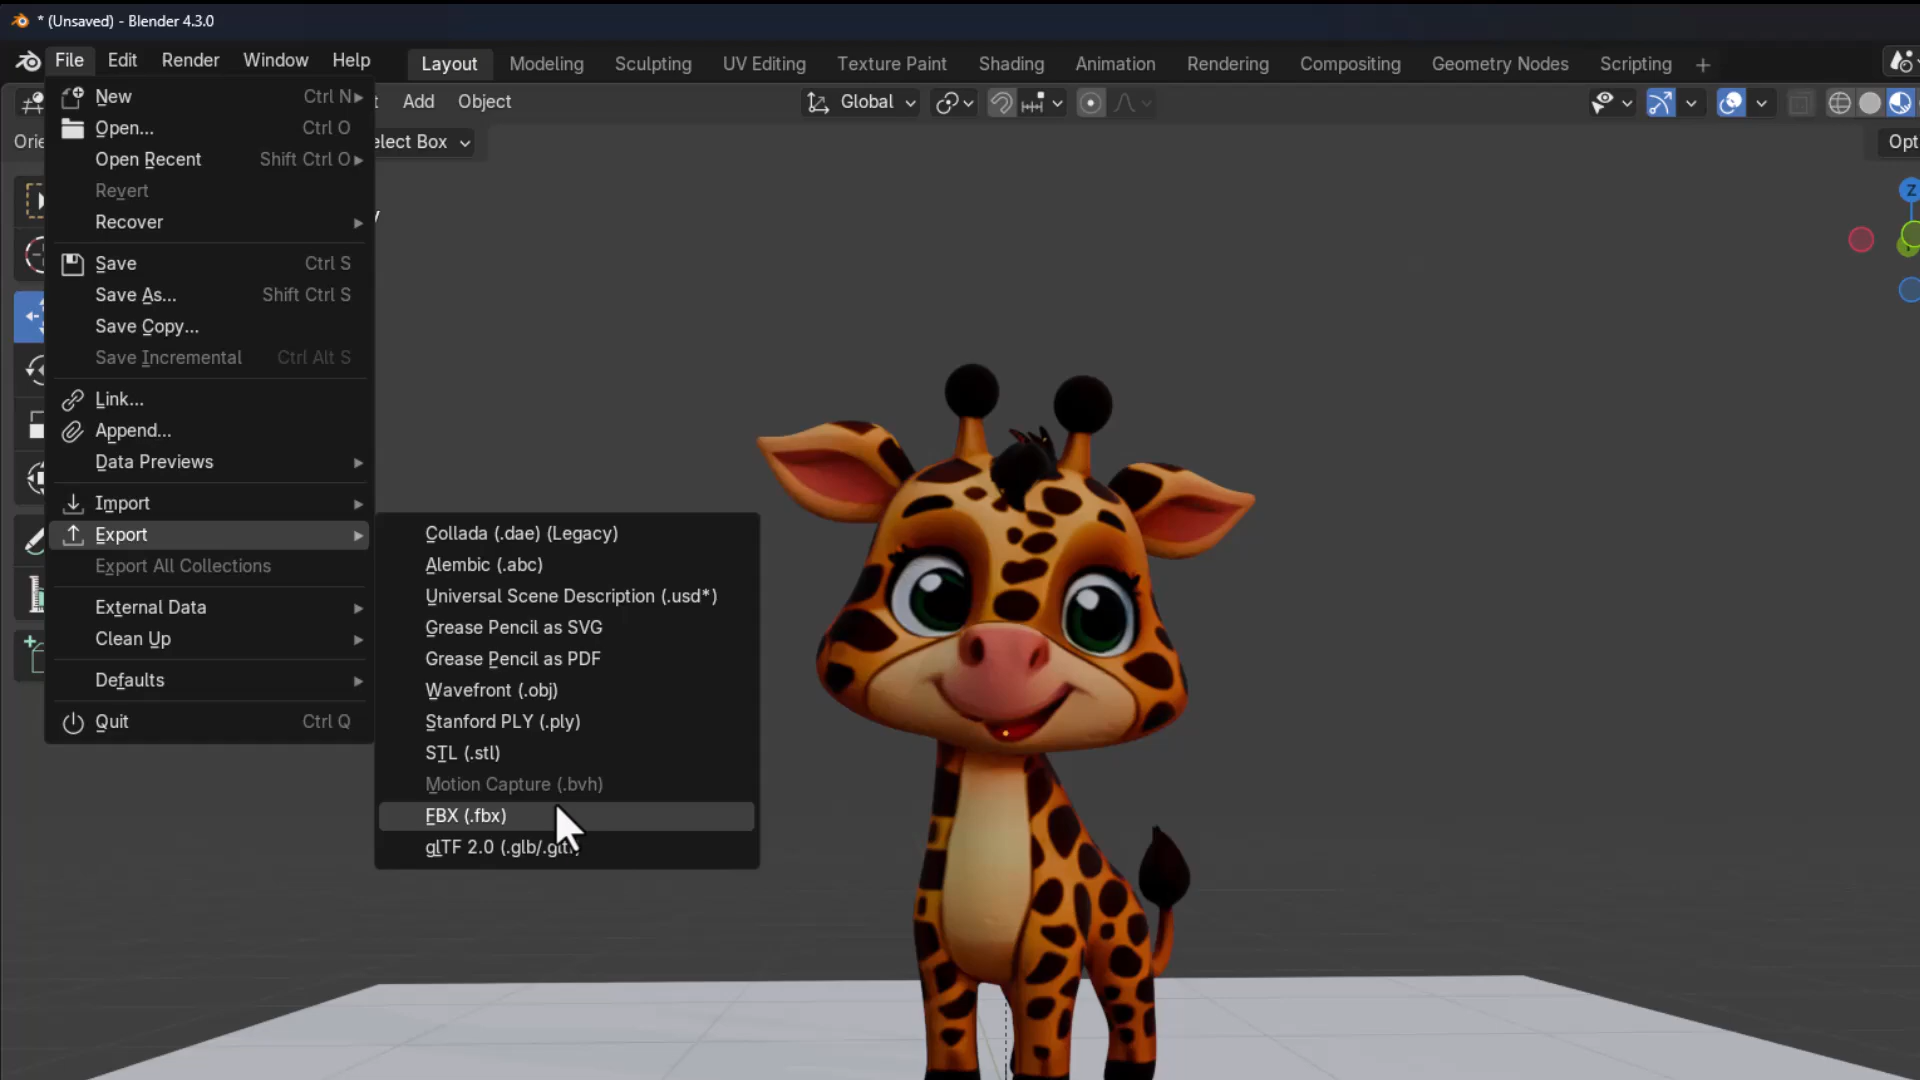 * (Unsaved) - Blender 4.3.0
File Edit Render Window Help Layout Modeling Sculpting UV Editing Texture Paint Shading Animation Rendering Compositing Geometry Nodes Scripting +
Add Object Global
Orie
lect Box
Opt
New Ctrl N
Open... Ctrl O
Open Recent Shift Ctrl O
Revert
Recover
Save Ctrl S
Save As... Shift Ctrl S
Save Copy...
Save Incremental Ctrl Alt S
Link...
Append...
Data Previews
Import
Export
Export All Collections
External Data
Clean Up
Defaults
Quit Ctrl Q
Collada (.dae) (Legacy)
Alembic (.abc)
Universal Scene Description (.usd*)
Grease Pencil as SVG
Grease Pencil as PDF
Wavefront (.obj)
Stanford PLY (.ply)
STL (.stl)
Motion Capture (.bvh)
FBX (.fbx)
glTF 2.0 (.glb/.gltf)
Z